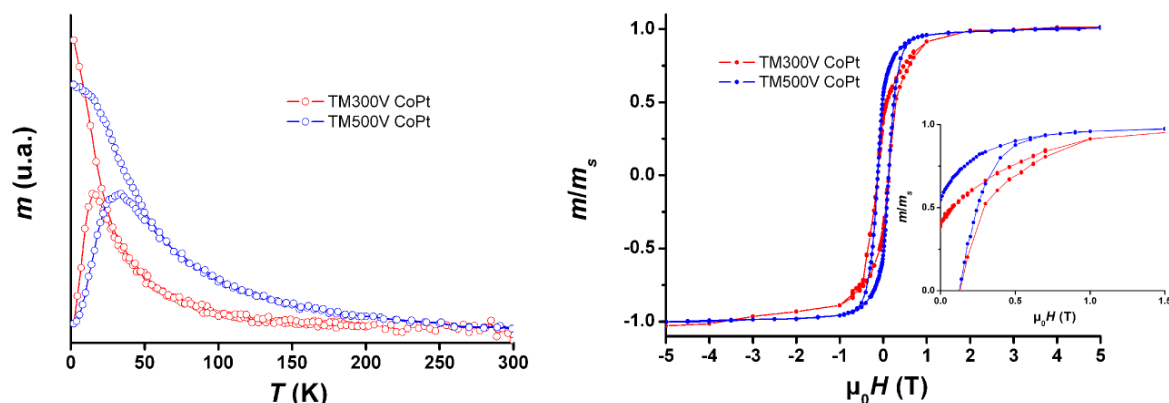 m (u.a.)
TM300V CoPt
TM500V CoPt
0 50 100 150 200 250 300
T (K)
m/mₛ
1.0
0.5
0.0
-0.5
-1.0
TM300V CoPt
TM500V CoPt
-5 -4 -3 -2 -1 0 1 2 3 4 5
μ₀H (T)
m/mₛ
1.0
0.5
0.0
0.0 0.5 1.0 1.5
μ₀H (T)